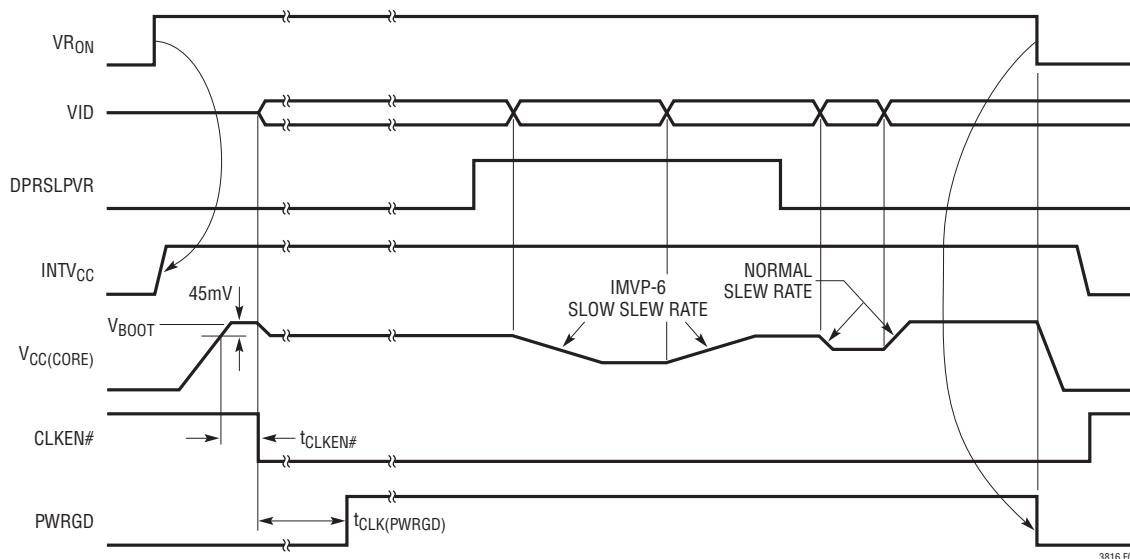 VRON
VID
DPRSLPVR
INTVCC
45mV
IMVP-6
SLOW SLEW RATE
NORMAL
SLEW RATE
VBOOT
VCC(CORE)
CLKEN#
tCLKEN#
PWRGD
tCLK(PWRGD)